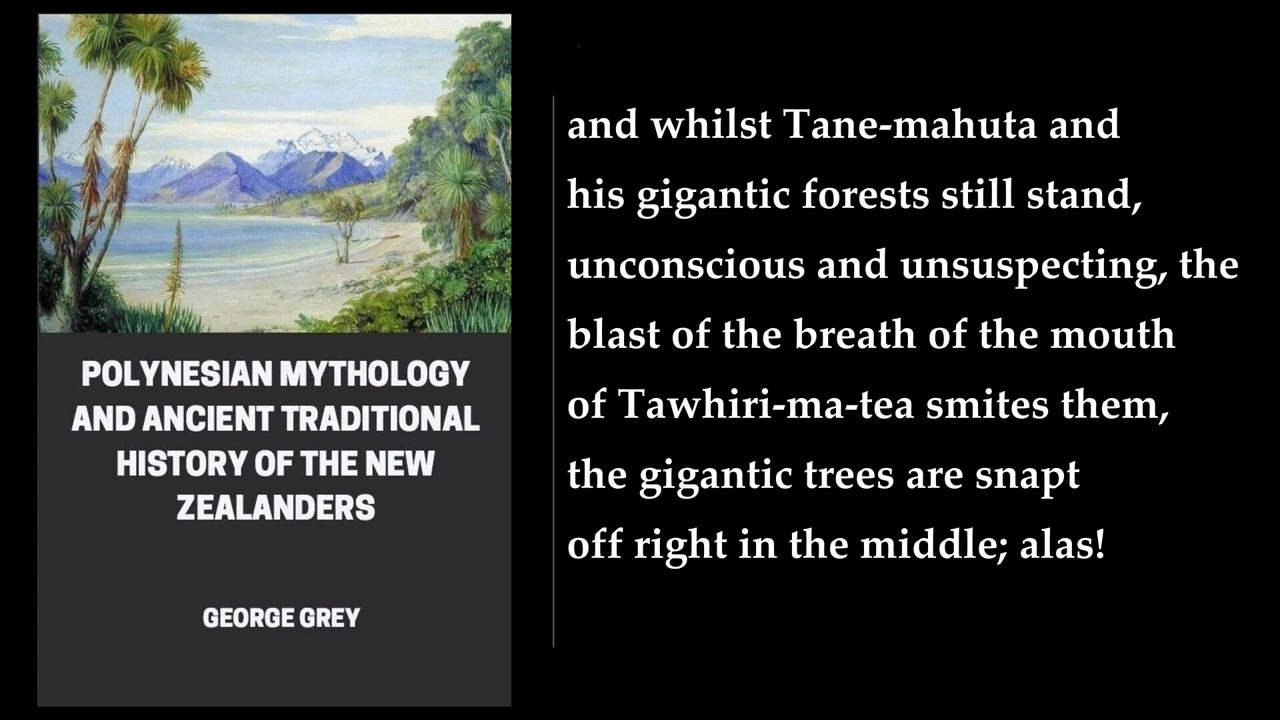 POLYNESIAN MYTHOLOGY
AND ANCIENT TRADITIONAL
HISTORY OF THE NEW
ZEALANDERS
GEORGE GREY
and whilst Tane-mahuta and
his gigantic forests still stand,
unconscious and unsuspecting, the
blast of the breath of the mouth
of Tawhiri-ma-tea smites them,
the gigantic trees are snapt
off right in the middle; alas!